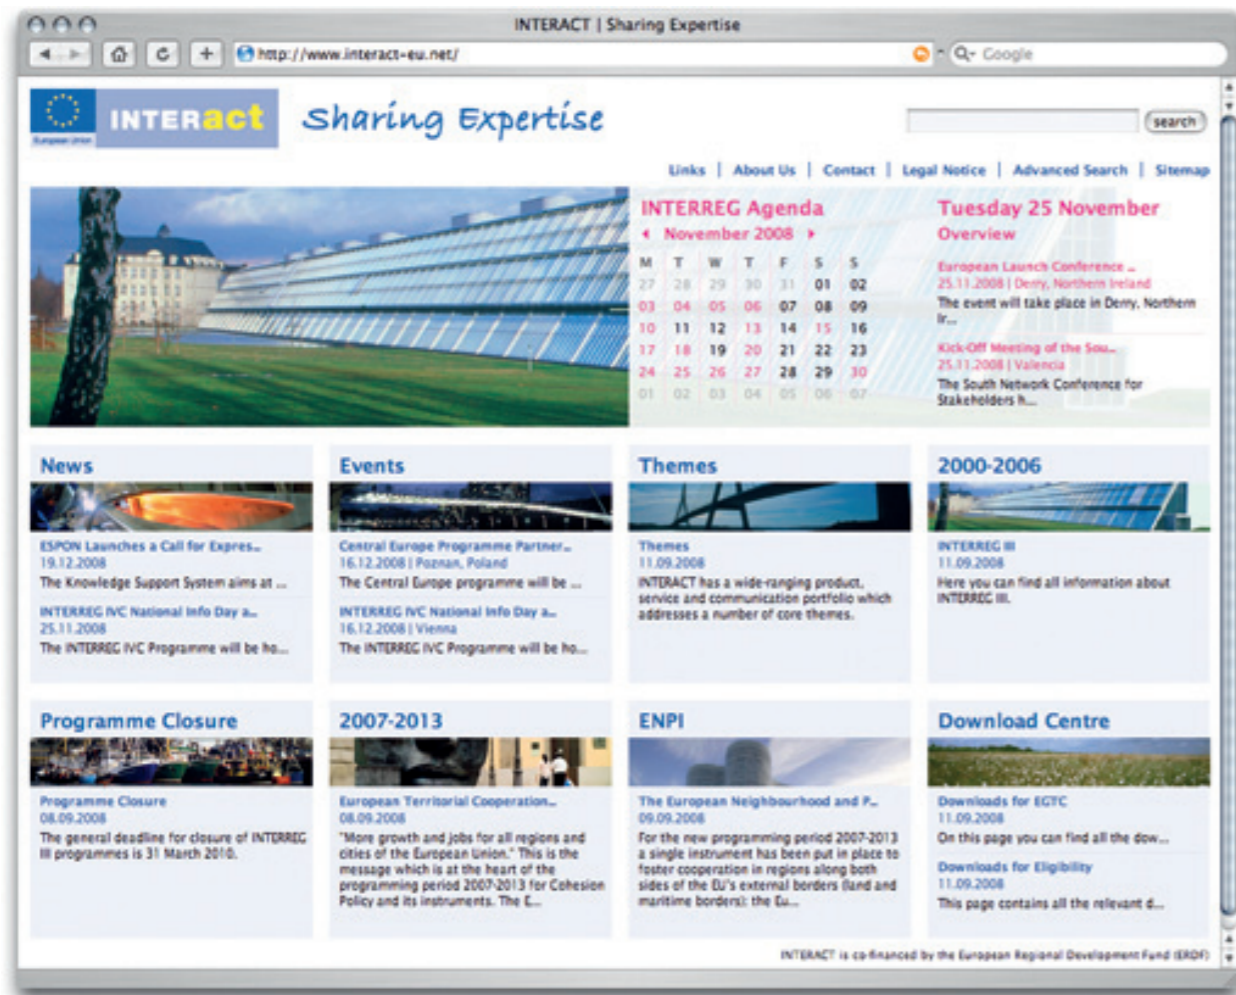 INTERACT | Sharing Expertise
http://www.interact-eu.net/
Google
European Union
INTERact
Sharing Expertise
search
Links | About Us | Contact | Legal Notice | Advanced Search | Sitemap
INTERREG Agenda
November 2008
M T W T F S S
27 28 29 30 31 01 02
03 04 05 06 07 08 09
10 11 12 13 14 15 16
17 18 19 20 21 22 23
24 25 26 27 28 29 30
01 02 03 04 05 06 07
Tuesday 25 November
Overview
European Launch Conference ...
25.11.2008 | Derry, Northern Ireland
The event will take place in Derry, Northern
Ir...
Kick-Off Meeting of the Sou...
25.11.2008 | Valencia
The South Network Conference for
Stakeholders h...
News
ESPON Launches a Call for Expres...
19.12.2008
The Knowledge Support System aims at ...
INTERREG IVC National Info Day a...
25.11.2008
The INTERREG IVC Programme will be ho...
Events
Central Europe Programme Partner...
16.12.2008 | Poznan, Poland
The Central Europe programme will be ...
INTERREG IVC National Info Day a...
16.12.2008 | Vienna
The INTERREG IVC Programme will be ho...
Themes
Themes
11.09.2008
INTERACT has a wide-ranging product,
service and communication portfolio which
addresses a number of core themes.
2000-2006
INTERREG III
11.09.2008
Here you can find all information about
INTERREG III.
Programme Closure
Programme Closure
08.09.2008
The general deadline for closure of INTERREG
III programmes is 31 March 2010.
2007-2013
European Territorial Cooperation...
08.09.2008
"More growth and jobs for all regions and
cities of the European Union." This is the
message which is at the heart of the
programming period 2007-2013 for Cohesion
Policy and its instruments. The E...
ENPI
The European Neighbourhood and P...
09.09.2008
For the new programming period 2007-2013
a single instrument has been put in place to
foster cooperation in regions along both
sides of the EU's external borders (land and
maritime borders): the Eu...
Download Centre
Downloads for EGTC
11.09.2008
On this page you can find all the dow...
Downloads for Eligibility
11.09.2008
This page contains all the relevant d...
INTERACT is co-financed by the European Regional Development Fund (ERDF)